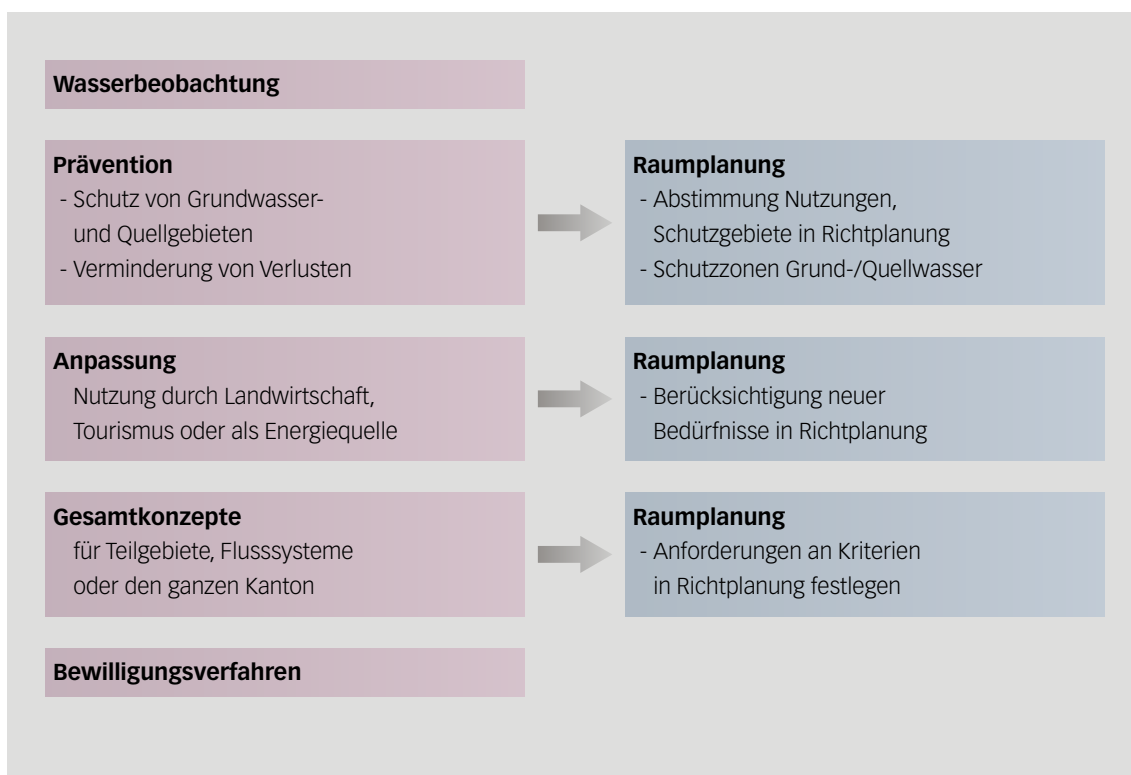 Wasserbeobachtung
Prävention
- Schutz von Grundwasser-
und Quellgebieten
- Verminderung von Verlusten
Raumplanung
- Abstimmung Nutzungen,
Schutzgebiete in Richtplanung
- Schutzzonen Grund-/Quellwasser
Anpassung
Nutzung durch Landwirtschaft,
Tourismus oder als Energiequelle
Raumplanung
- Berücksichtigung neuer
Bedürfnisse in Richtplanung
Gesamtkonzepte
für Teilgebiete, Flusssysteme
oder den ganzen Kanton
Raumplanung
- Anforderungen an Kriterien
in Richtplanung festlegen
Bewilligungsverfahren